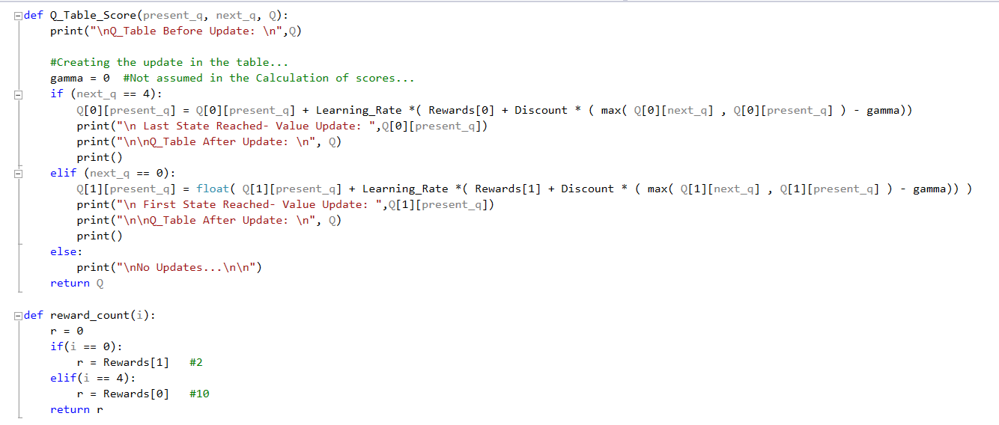 def Q_Table_Score(present_q, next_q, Q):
    print("\nQ_Table Before Update: \n",Q)

    #Creating the update in the table...
    gamma = 0  #Not assumed in the Calculation of scores...
    if (next_q == 4):
        Q[0][present_q] = Q[0][present_q] + Learning_Rate *( Rewards[0] + Discount * ( max( Q[0][next_q] , Q[0][present_q] ) - gamma))
        print("\n Last State Reached- Value Update: ",Q[0][present_q])
        print("\n\nQ_Table After Update: \n", Q)
        print()
    elif (next_q == 0):
        Q[1][present_q] = float( Q[1][present_q] + Learning_Rate *( Rewards[1] + Discount * ( max( Q[1][next_q] , Q[1][present_q] ) - gamma)) )
        print("\n First State Reached- Value Update: ",Q[1][present_q])
        print("\n\nQ_Table After Update: \n", Q)
        print()
    else:
        print("\nNo Updates...\n\n")
    return Q

def reward_count(i):
    r = 0
    if(i == 0):
        r = Rewards[1]   #2
    elif(i == 4):
        r = Rewards[0]   #10
    return r